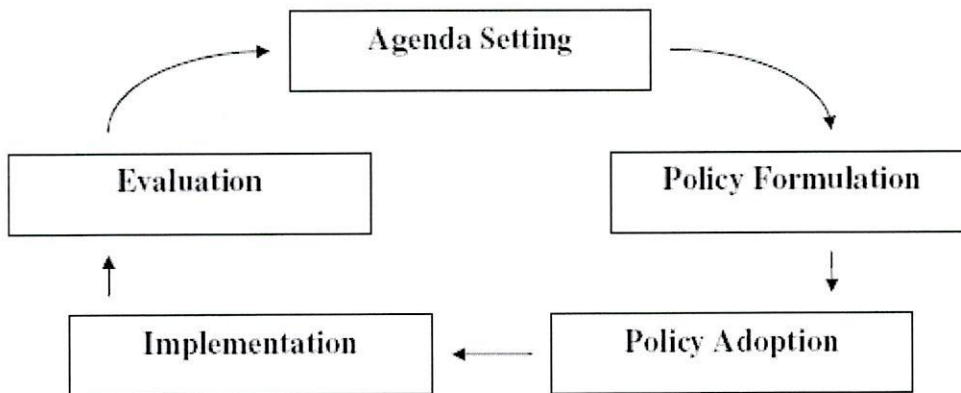 Agenda Setting
Evaluation
Policy Formulation
Implementation
Policy Adoption